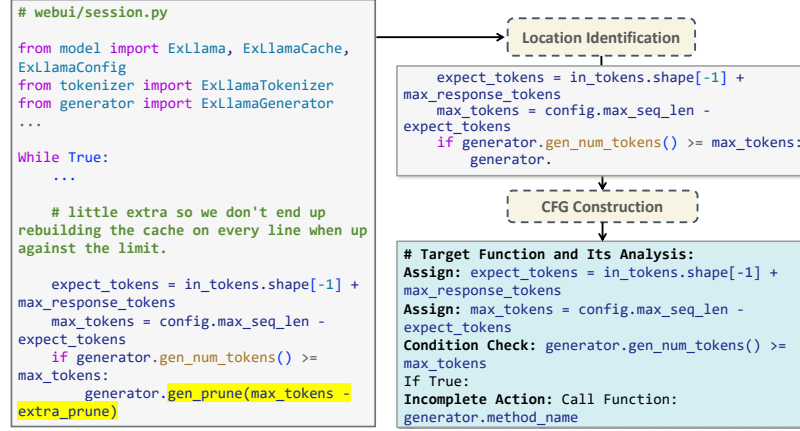 # webui/session.py
from model import ExLlama, ExLlamaCache,
ExLlamaConfig
from tokenizer import ExLlamaTokenizer
from generator import ExLlamaGenerator
...
While True:
...
# little extra so we don't end up
rebuilding the cache on every line when up
against the limit.
expect_tokens = in_tokens.shape[-1] +
max_response_tokens
max_tokens = config.max_seq_len -
expect_tokens
if generator.gen_num_tokens() >=
max_tokens:
generator.gen_prune(max_tokens -
extra_prune)
Location Identification
expect_tokens = in_tokens.shape[-1] +
max_response_tokens
max_tokens = config.max_seq_len -
expect_tokens
if generator.gen_num_tokens() >= max_tokens:
generator.
CFG Construction
# Target Function and Its Analysis:
Assign: expect_tokens = in_tokens.shape[-1] +
max_response_tokens
Assign: max_tokens = config.max_seq_len -
expect_tokens
Condition Check: generator.gen_num_tokens() >=
max_tokens
If True:
Incomplete Action: Call Function:
generator.method_name